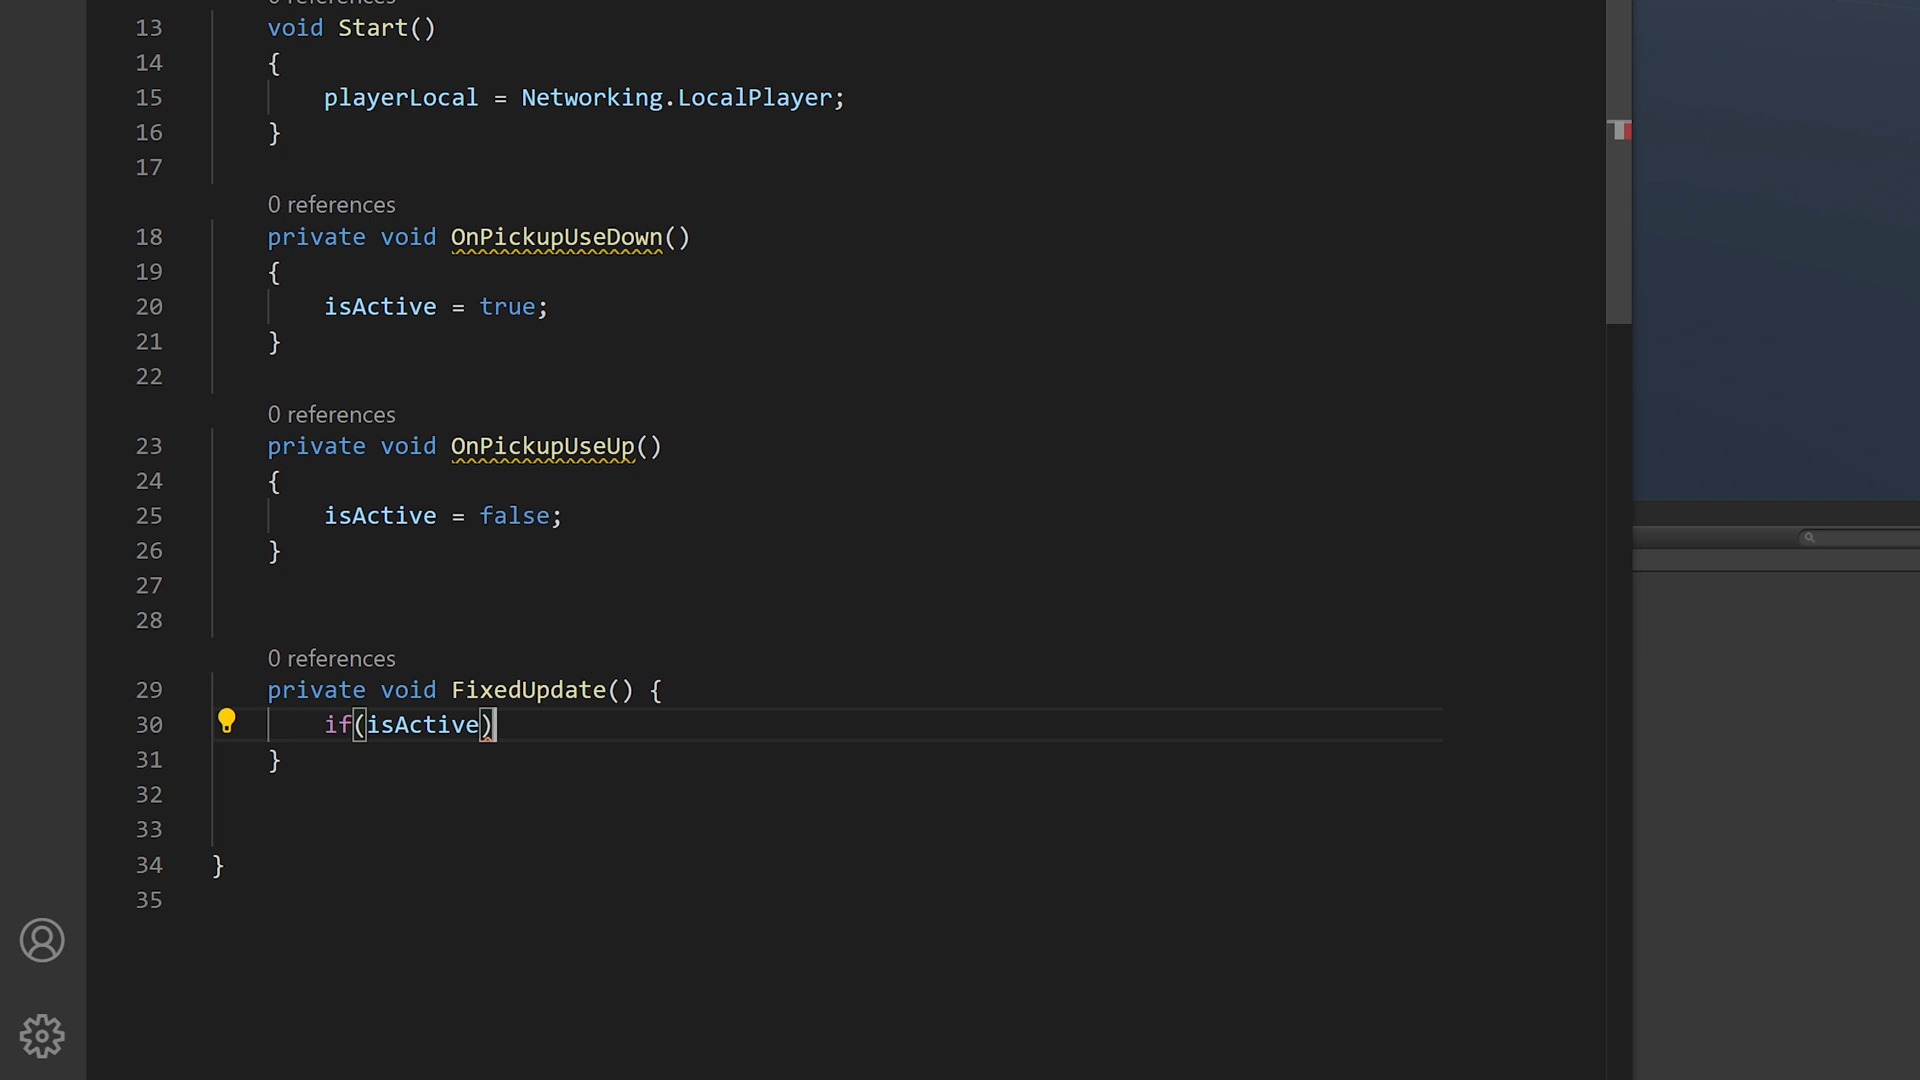 13 void Start()
14 {
15 playerLocal = Networking.LocalPlayer;
16 }
17
0 references
18 private void OnPickupUseDown()
19 {
20 isActive = true;
21 }
22
0 references
23 private void OnPickupUseUp()
24 {
25 isActive = false;
26 }
27
28
0 references
29 private void FixedUpdate() {
30 if(isActive)
31 }
32
33
34 }
35